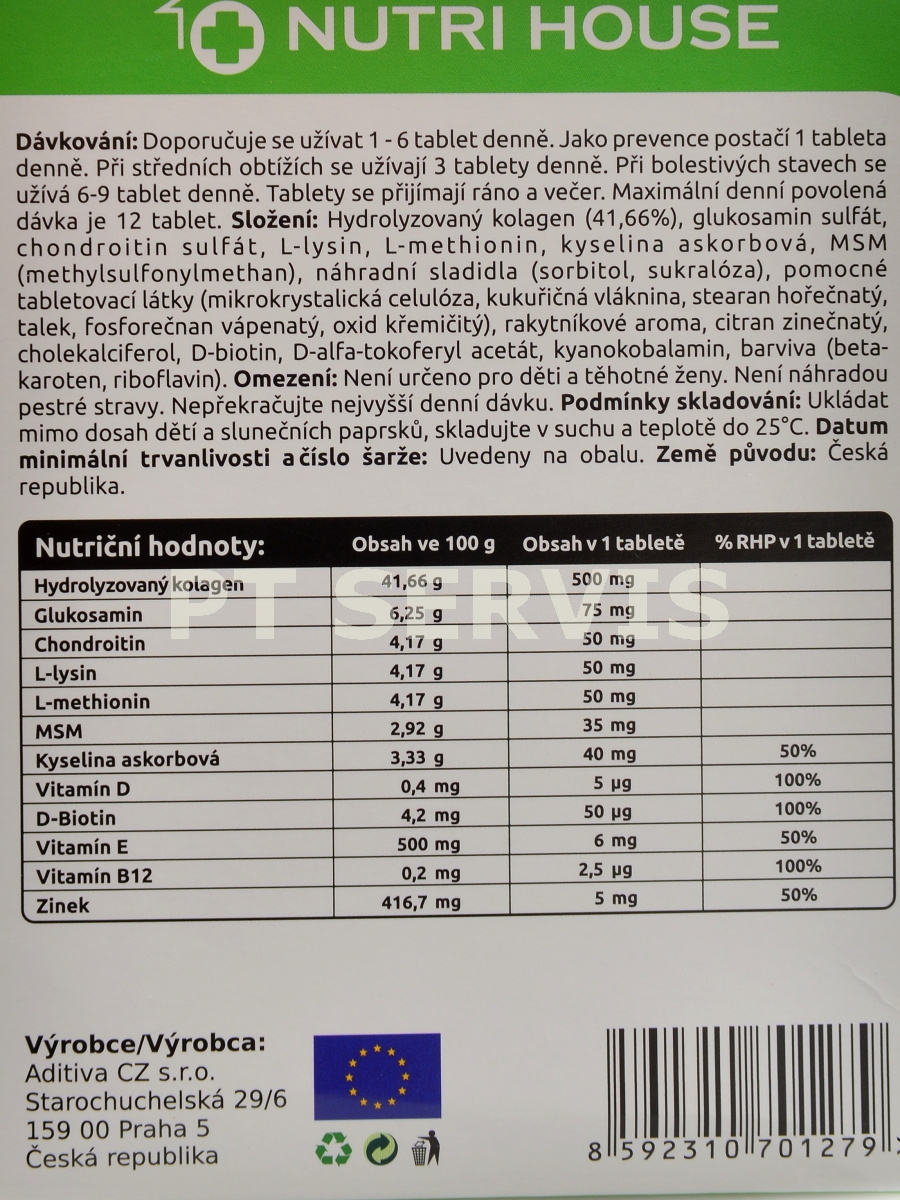 NUTRI HOUSE
Dávkování: Doporučuje se užívat 1 - 6 tablet denně. Jako prevence postačí 1 tableta
denně. Při středních obtížích se užívají 3 tablety denně. Při bolestivých stavech se
užívá 6-9 tablet denně. Tablety se přijímají ráno a večer. Maximální denní povolená
dávka je 12 tablet. Složení: Hydrolyzovaný kolagen (41,66%), glukosamin sulfát,
chondroitin sulfát, L-lysin, L-methionin, kyselina askorbová, MSM
(methylsulfonylmethan), náhradní sladidla (sorbitol, sukralóza), pomocné
tabletovací látky (mikrokrystalická celulóza, kukuřičná vláknina, stearan hořečnatý,
talek, fosforečnan vápenatý, oxid křemičitý), rakytníkové aroma, citran zinečnatý,
cholekalciferol, D-biotin, D-alfa-tokoferyl acetát, kyanokobalamin, barviva (beta-
karoten, riboflavin). Omezení: Není určeno pro děti a těhotné ženy. Není náhradou
pestré stravy. Nepřekračujte nejvyšší denní dávku. Podmínky skladování: Ukládat
mimo dosah dětí a slunečních paprsků, skladujte v suchu a teplotě do 25°C. Datum
minimální trvanlivosti a číslo šarže: Uvedeny na obalu. Země původu: Česká
republika.
Nutriční hodnoty: Obsah ve 100 g Obsah v 1 tabletě % RHP v 1 tabletě
Hydrolyzovaný kolagen 41,66 g 500 mg
Glukosamin 6,25 g 75 mg
Chondroitin 4,17 g 50 mg
L-lysin 4,17 g 50 mg
L-methionin 4,17 g 50 mg
MSM 2,92 g 35 mg
Kyselina askorbová 3,33 g 40 mg 50%
Vitamín D 0,4 mg 5 µg 100%
D-Biotin 4,2 mg 50 µg 100%
Vitamín E 500 mg 6 mg 50%
Vitamín B12 0,2 mg 2,5 µg 100%
Zinek 416,7 mg 5 mg 50%
PT SERVIS
Výrobce/Výrobca:
Aditiva CZ s.r.o.
Starochuchelská 29/6
159 00 Praha 5
Česká republika
8 592310 701279 >